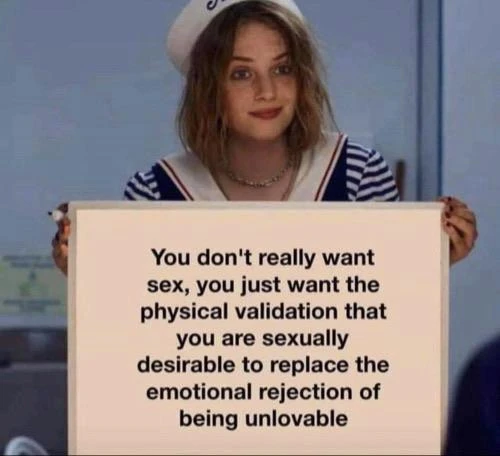 You don't really want
sex, you just want the
physical validation that
you are sexually
desirable to replace the
emotional rejection of
being unlovable